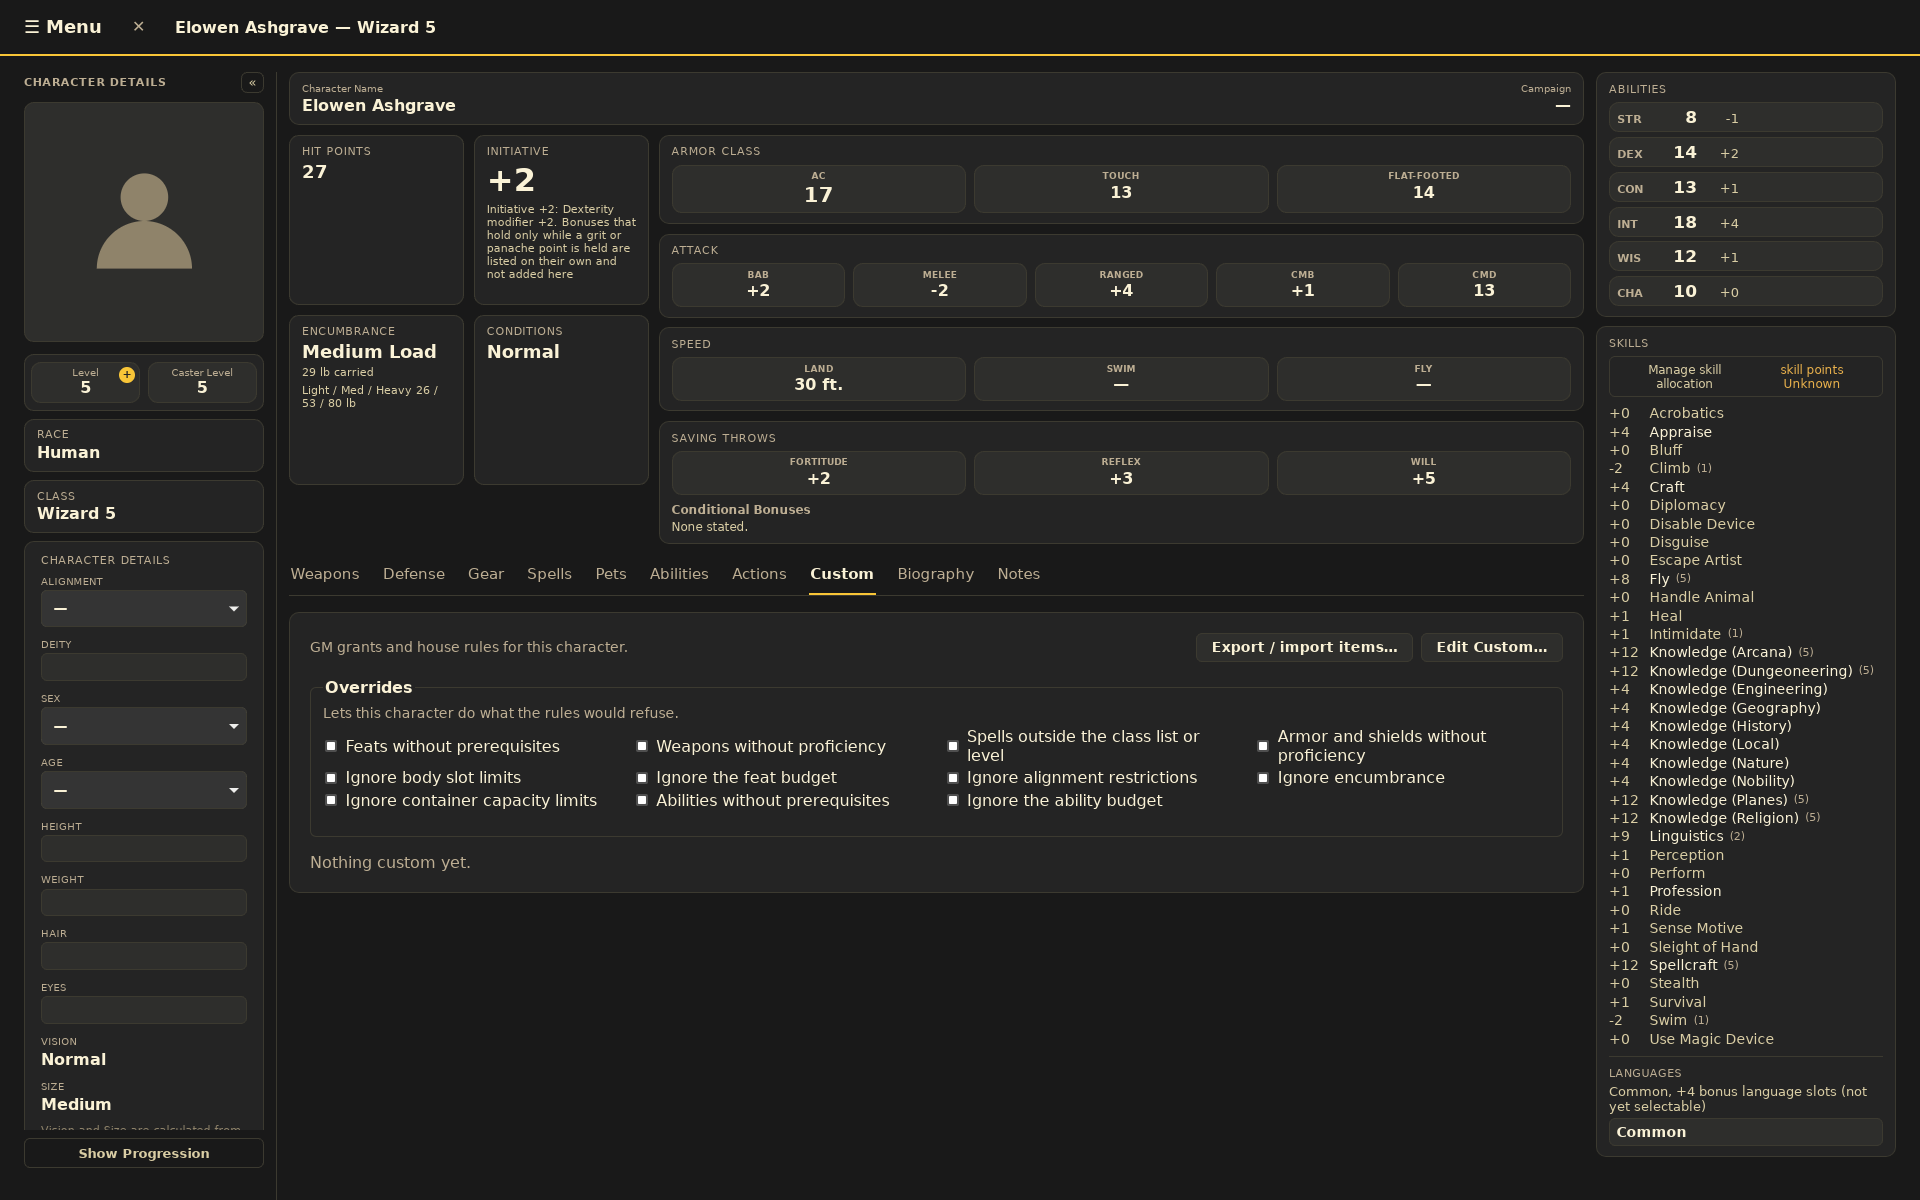 ☰ Menu
✕
Elowen Ashgrave — Wizard 5
CHARACTER DETAILS
«
Level
5
+
Caster Level
5
RACE
Human
CLASS
Wizard 5
CHARACTER DETAILS
ALIGNMENT
—
DEITY
SEX
—
AGE
—
HEIGHT
WEIGHT
HAIR
EYES
VISION
Normal
SIZE
Medium
Vision and Size are calculated from
Show Progression
Character Name
Elowen Ashgrave
Campaign
—
HIT POINTS
27
INITIATIVE
+2
Initiative +2: Dexterity
modifier +2. Bonuses that
hold only while a grit or
panache point is held are
listed on their own and
not added here
ENCUMBRANCE
Medium Load
29 lb carried
Light / Med / Heavy 26 /
53 / 80 lb
CONDITIONS
Normal
ARMOR CLASS
AC
17
TOUCH
13
FLAT-FOOTED
14
ATTACK
BAB
+2
MELEE
-2
RANGED
+4
CMB
+1
CMD
13
SPEED
LAND
30 ft.
SWIM
—
FLY
—
SAVING THROWS
FORTITUDE
+2
REFLEX
+3
WILL
+5
Conditional Bonuses
None stated.
Weapons
Defense
Gear
Spells
Pets
Abilities
Actions
Custom
Biography
Notes
GM grants and house rules for this character.
Export / import items...
Edit Custom...
Overrides
Lets this character do what the rules would refuse.
Feats without prerequisites
Weapons without proficiency
Spells outside the class list or
level
Armor and shields without
proficiency
Ignore body slot limits
Ignore the feat budget
Ignore alignment restrictions
Ignore encumbrance
Ignore container capacity limits
Abilities without prerequisites
Ignore the ability budget
Nothing custom yet.
ABILITIES
STR 8 -1
DEX 14 +2
CON 13 +1
INT 18 +4
WIS 12 +1
CHA 10 +0
SKILLS
Manage skill
allocation
skill points
Unknown
+0 Acrobatics
+4 Appraise
+0 Bluff
-2 Climb (1)
+4 Craft
+0 Diplomacy
+0 Disable Device
+0 Disguise
+0 Escape Artist
+8 Fly (5)
+0 Handle Animal
+1 Heal
+1 Intimidate (1)
+12 Knowledge (Arcana) (5)
+12 Knowledge (Dungeoneering) (5)
+4 Knowledge (Engineering)
+4 Knowledge (Geography)
+4 Knowledge (History)
+4 Knowledge (Local)
+4 Knowledge (Nature)
+4 Knowledge (Nobility)
+12 Knowledge (Planes) (5)
+12 Knowledge (Religion) (5)
+9 Linguistics (2)
+1 Perception
+0 Perform
+1 Profession
+0 Ride
+1 Sense Motive
+0 Sleight of Hand
+12 Spellcraft (5)
+0 Stealth
+1 Survival
-2 Swim (1)
+0 Use Magic Device
LANGUAGES
Common, +4 bonus language slots (not
yet selectable)
Common